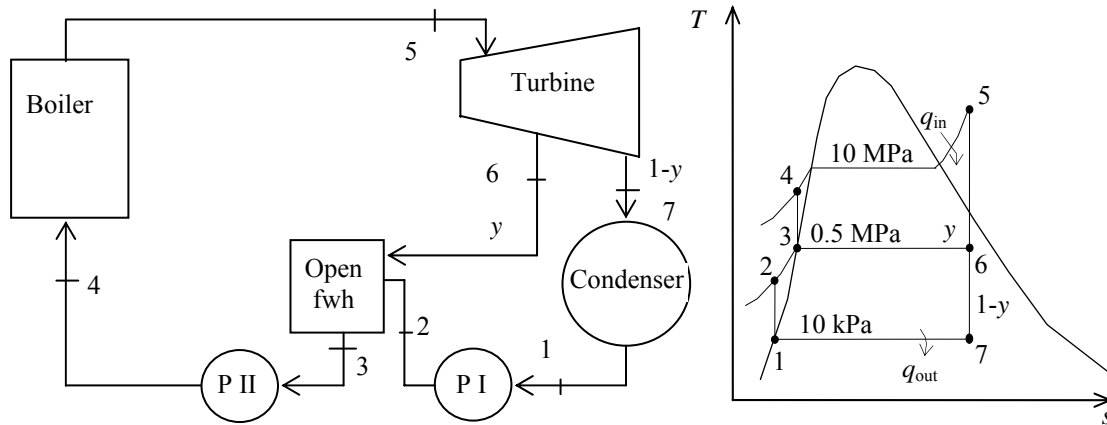 5
Boiler
Turbine
6
1-y
7
y
4
Open
fwh
Condenser
2
3
1
P II
P I
T
5
q_in
10 MPa
4
3
0.5 MPa
y
6
2
1-y
10 kPa
1
7
q_out
s